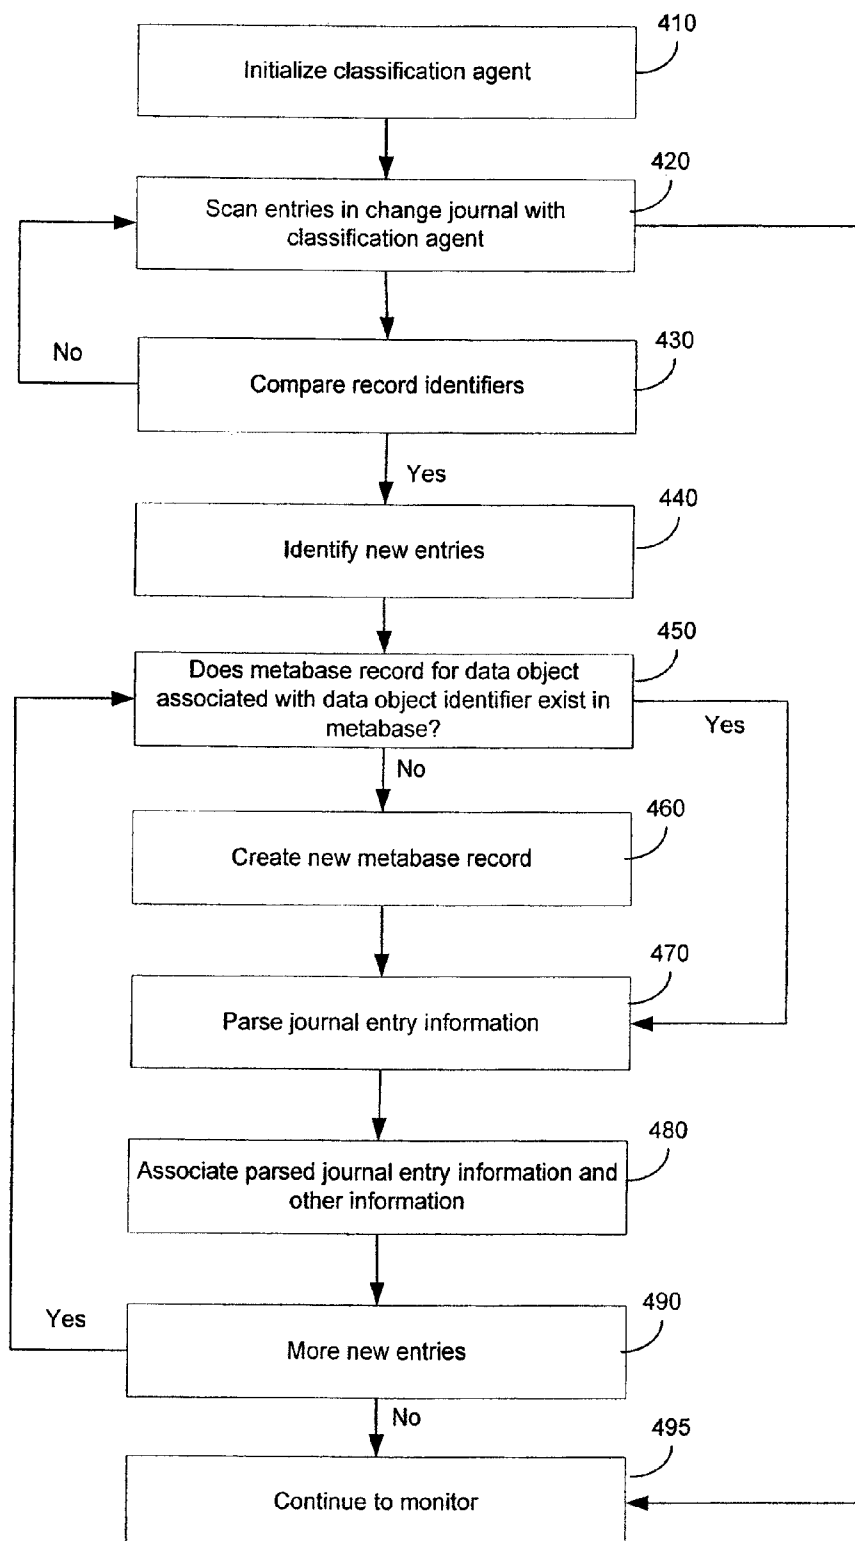 410
Initialize classification agent
420
Scan entries in change journal with
classification agent
No
430
Compare record identifiers
Yes
440
Identify new entries
450
Does metabase record for data object
associated with data object identifier exist in
metabase?
Yes
No
460
Create new metabase record
470
Parse journal entry information
480
Associate parsed journal entry information and
other information
Yes
490
More new entries
No
495
Continue to monitor